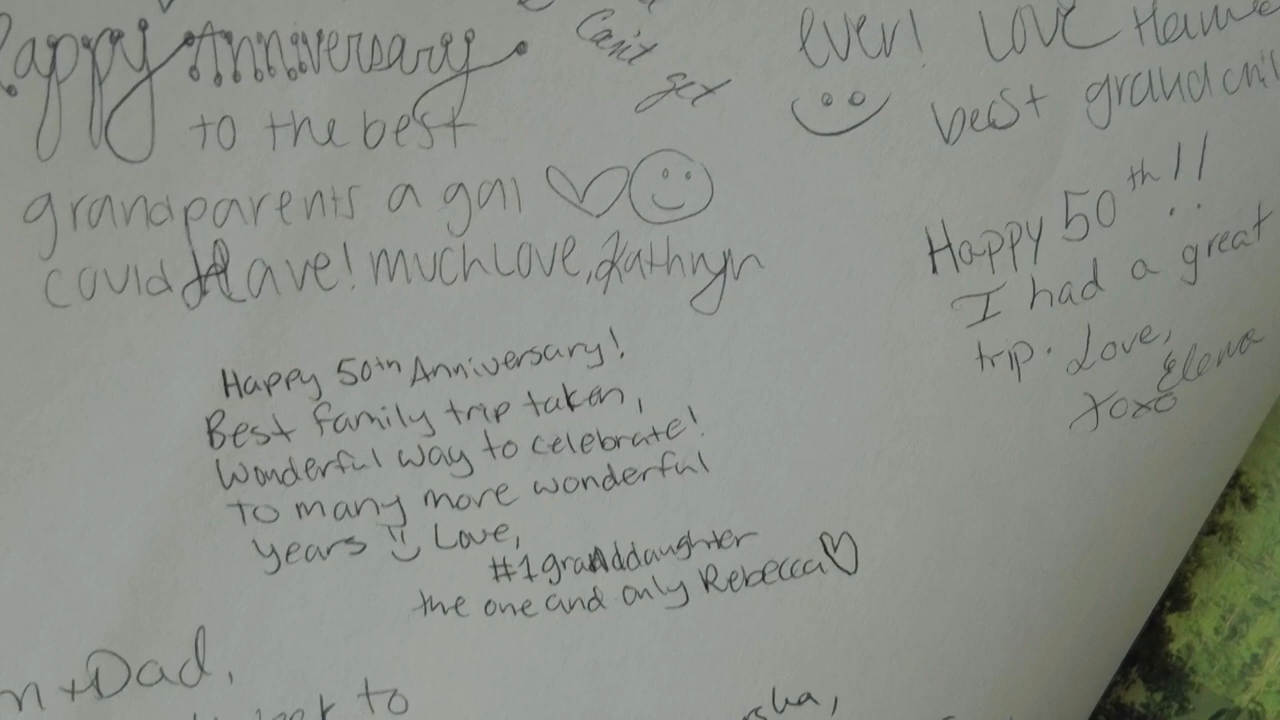 Happy Anniversary
to the best
grandparents a gal
could Have! much Love, Kathryn
Can't
get
ever! Love
best
Happy 50th!!
I had a great
trip. Love,
Elena
xoxo
Happy 50th Anniversary!
Best family trip taken,
Wonderful way to celebrate!
To many more wonderful
years Love,
#1 granddaughter
the one and only Rebecca
+ Dad,
to